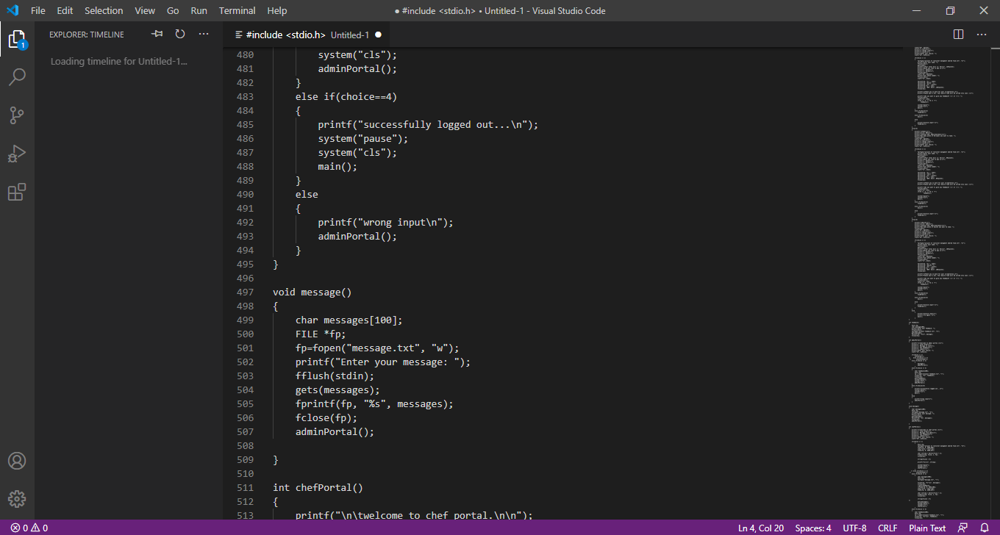 File Edit Selection View Go Run Terminal Help ● #include <stdio.h> • Untitled-1 - Visual Studio Code
EXPLORER: TIMELINE
#include <stdio.h> Untitled-1 ●
1
Loading timeline for Untitled-1...
480 system("cls");
481 adminPortal();
482 }
483 else if(choice==4)
484 {
485 printf("successfully logged out...\n");
486 system("pause");
487 system("cls");
488 main();
489 }
490 else
491 {
492 printf("wrong input\n");
493 adminPortal();
494 }
495 }
496
497 void message()
498 {
499 char messages[100];
500 FILE *fp;
501 fp=fopen("message.txt", "w");
502 printf("Enter your message: ");
503 fflush(stdin);
504 gets(messages);
505 fprintf(fp, "%s", messages);
506 fclose(fp);
507 adminPortal();
508
509 }
510
511 int chefPortal()
512 {
513 printf("\n\twelcome to chef portal.\n\n");
0 0 Ln 4, Col 20 Spaces: 4 UTF-8 CRLF Plain Text